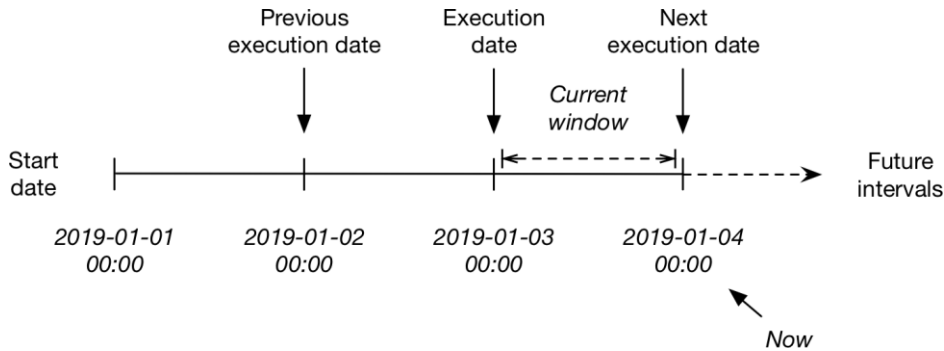 Previous
execution date
Execution
date
Next
execution date
Current
window
Start
date
Future
intervals
2019-01-01
00:00
2019-01-02
00:00
2019-01-03
00:00
2019-01-04
00:00
Now